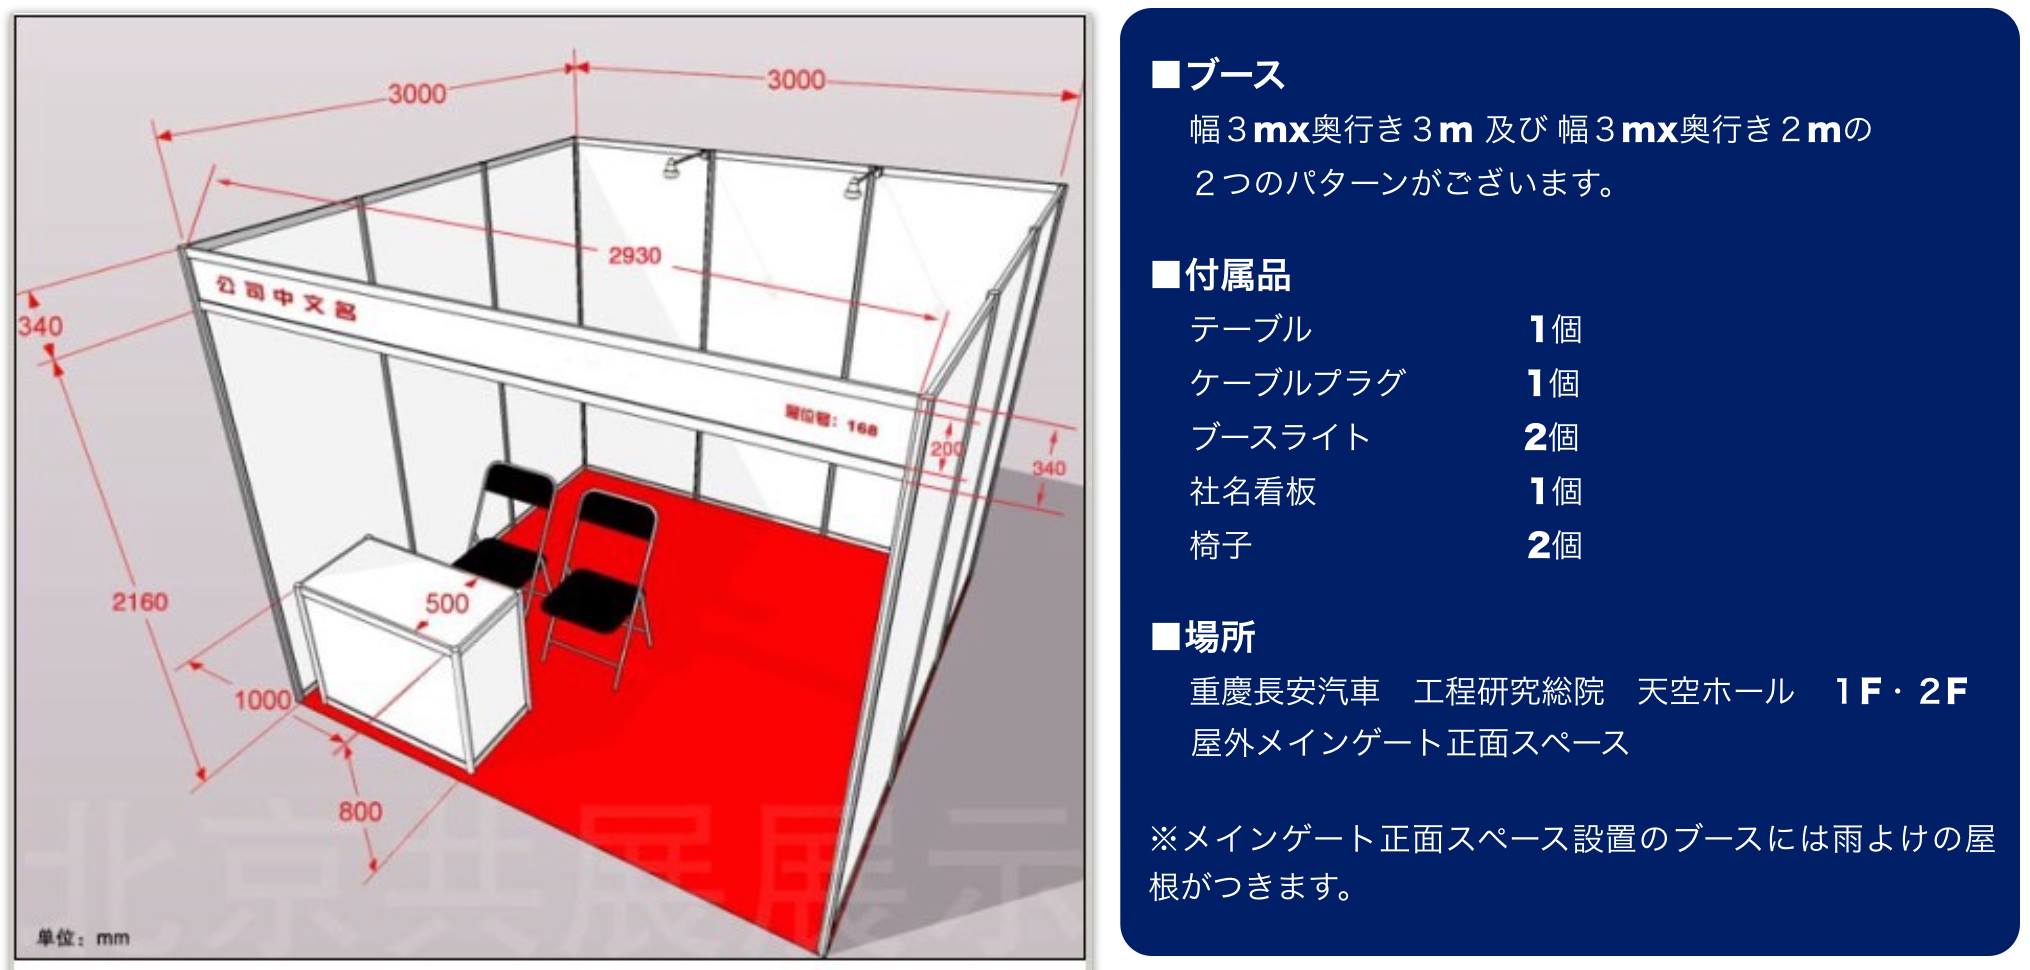 3000
3000
2930
公司中文名
340
展位号：168
200
340
2160
500
1000
800
北京共展展示
单位：mm
■ブース
幅３mx奥行き３m 及び 幅３mx奥行き２mの
２つのパターンがございます。
■付属品
テーブル 1個
ケーブルプラグ 1個
ブースライト 2個
社名看板 1個
椅子 2個
■場所
重慶長安汽車　工程研究総院　天空ホール　１F・２F
屋外メインゲート正面スペース
※メインゲート正面スペース設置のブースには雨よけの屋
根がつきます。